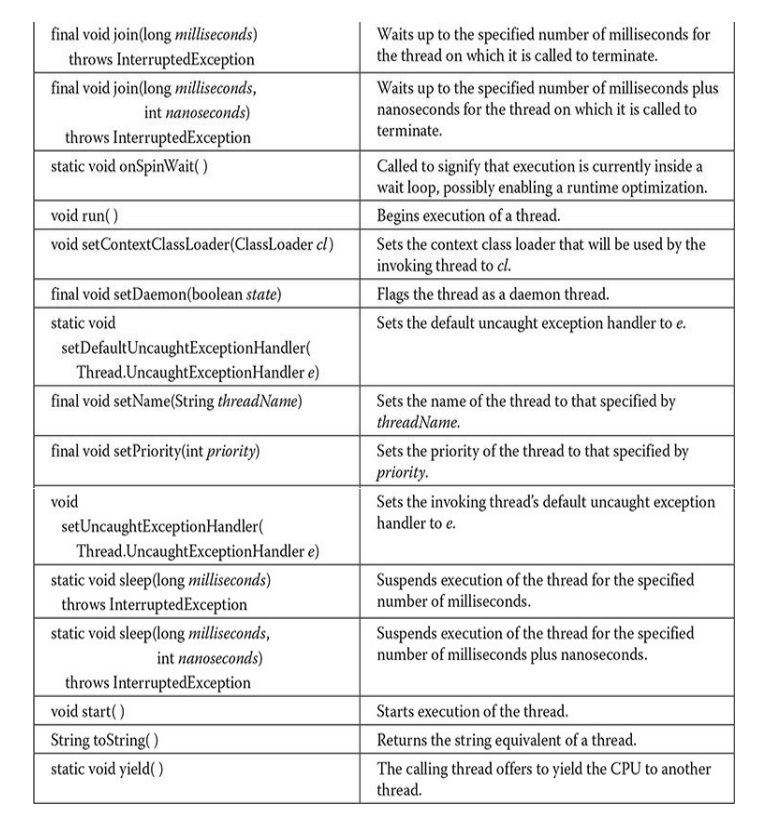 final void join(long milliseconds)
throws InterruptedException
Waits up to the specified number of milliseconds for
the thread on which it is called to terminate.
final void join(long milliseconds,
int nanoseconds)
throws InterruptedException
Waits up to the specified number of milliseconds plus
nanoseconds for the thread on which it is called to
terminate.
static void onSpinWait( )
Called to signify that execution is currently inside a
wait loop, possibly enabling a runtime optimization.
void run( )
Begins execution of a thread.
void setContextClassLoader(ClassLoader cl)
Sets the context class loader that will be used by the
invoking thread to cl.
final void setDaemon(boolean state)
Flags the thread as a daemon thread.
static void
setDefaultUncaughtExceptionHandler(
Thread.UncaughtExceptionHandler e)
Sets the default uncaught exception handler to e.
final void setName(String threadName)
Sets the name of the thread to that specified by
threadName.
final void setPriority(int priority)
Sets the priority of the thread to that specified by
priority.
void
setUncaughtExceptionHandler(
Thread.UncaughtExceptionHandler e)
Sets the invoking thread's default uncaught exception
handler to e.
static void sleep(long milliseconds)
throws InterruptedException
Suspends execution of the thread for the specified
number of milliseconds.
static void sleep(long milliseconds,
int nanoseconds)
throws InterruptedException
Suspends execution of the thread for the specified
number of milliseconds plus nanoseconds.
void start( )
Starts execution of the thread.
String toString( )
Returns the string equivalent of a thread.
static void yield( )
The calling thread offers to yield the CPU to another
thread.